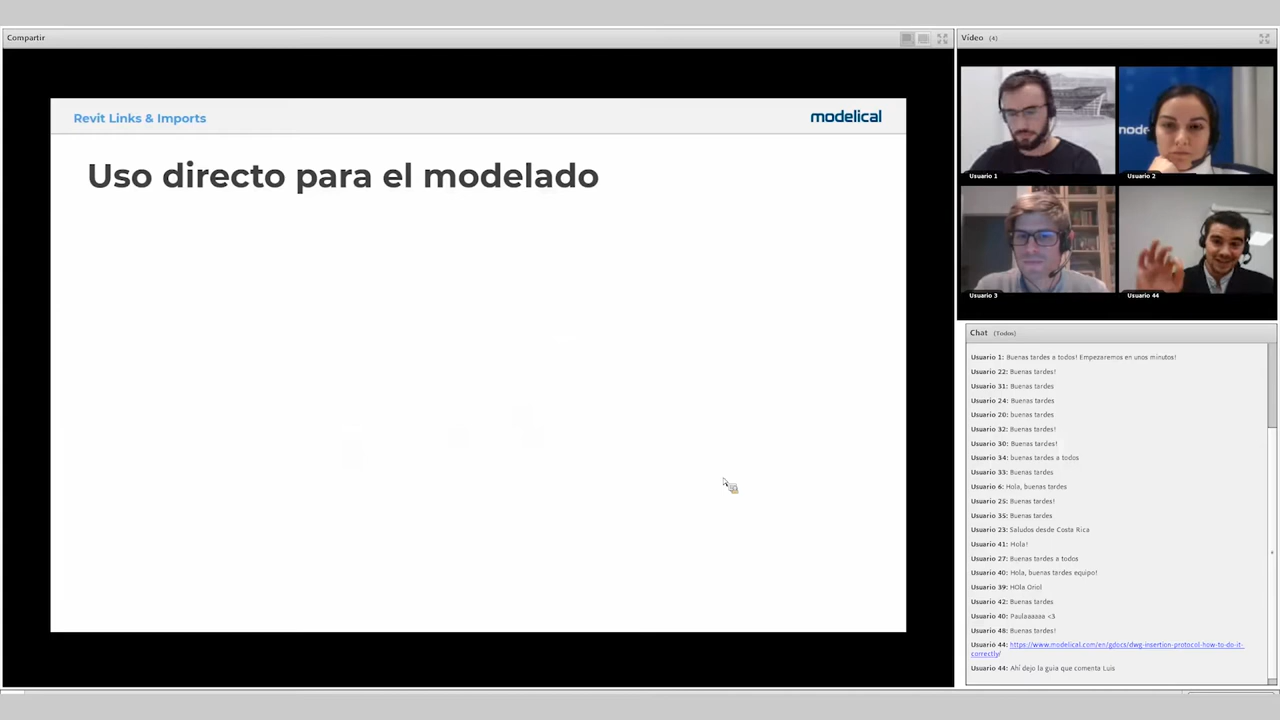 Compartir
Revit Links & Imports
modelical
Uso directo para el modelado
Vídeo (4)
node
Usuario 1
Usuario 2
Usuario 3
Usuario 44
Chat (Todos)
Usuario 1: Buenas tardes a todos! Empezaremos en unos minutos!
Usuario 22: Buenas tardes!
Usuario 31: Buenas tardes
Usuario 24: Buenas tardes
Usuario 20: buenas tardes
Usuario 32: Buenas tardes!
Usuario 30: Buenas tardes!
Usuario 34: buenas tardes a todos
Usuario 33: Buenas tardes
Usuario 6: Hola, buenas tardes
Usuario 25: Buenas tardes!
Usuario 35: Buenas tardes
Usuario 23: Saludos desde Costa Rica
Usuario 41: Hola!
Usuario 27: Buenas tardes a todos
Usuario 40: Hola, buenas tardes equipo!
Usuario 39: HOla Oriol
Usuario 42: Buenas tardes
Usuario 40: Paulaaaaaa <3
Usuario 48: Buenas tardes!
Usuario 44: https://www.modelical.com/en/gdocs/dwg-insertion-protocol-how-to-do-it-
correctly/
Usuario 44: Ahí dejo la guia que comenta Luis